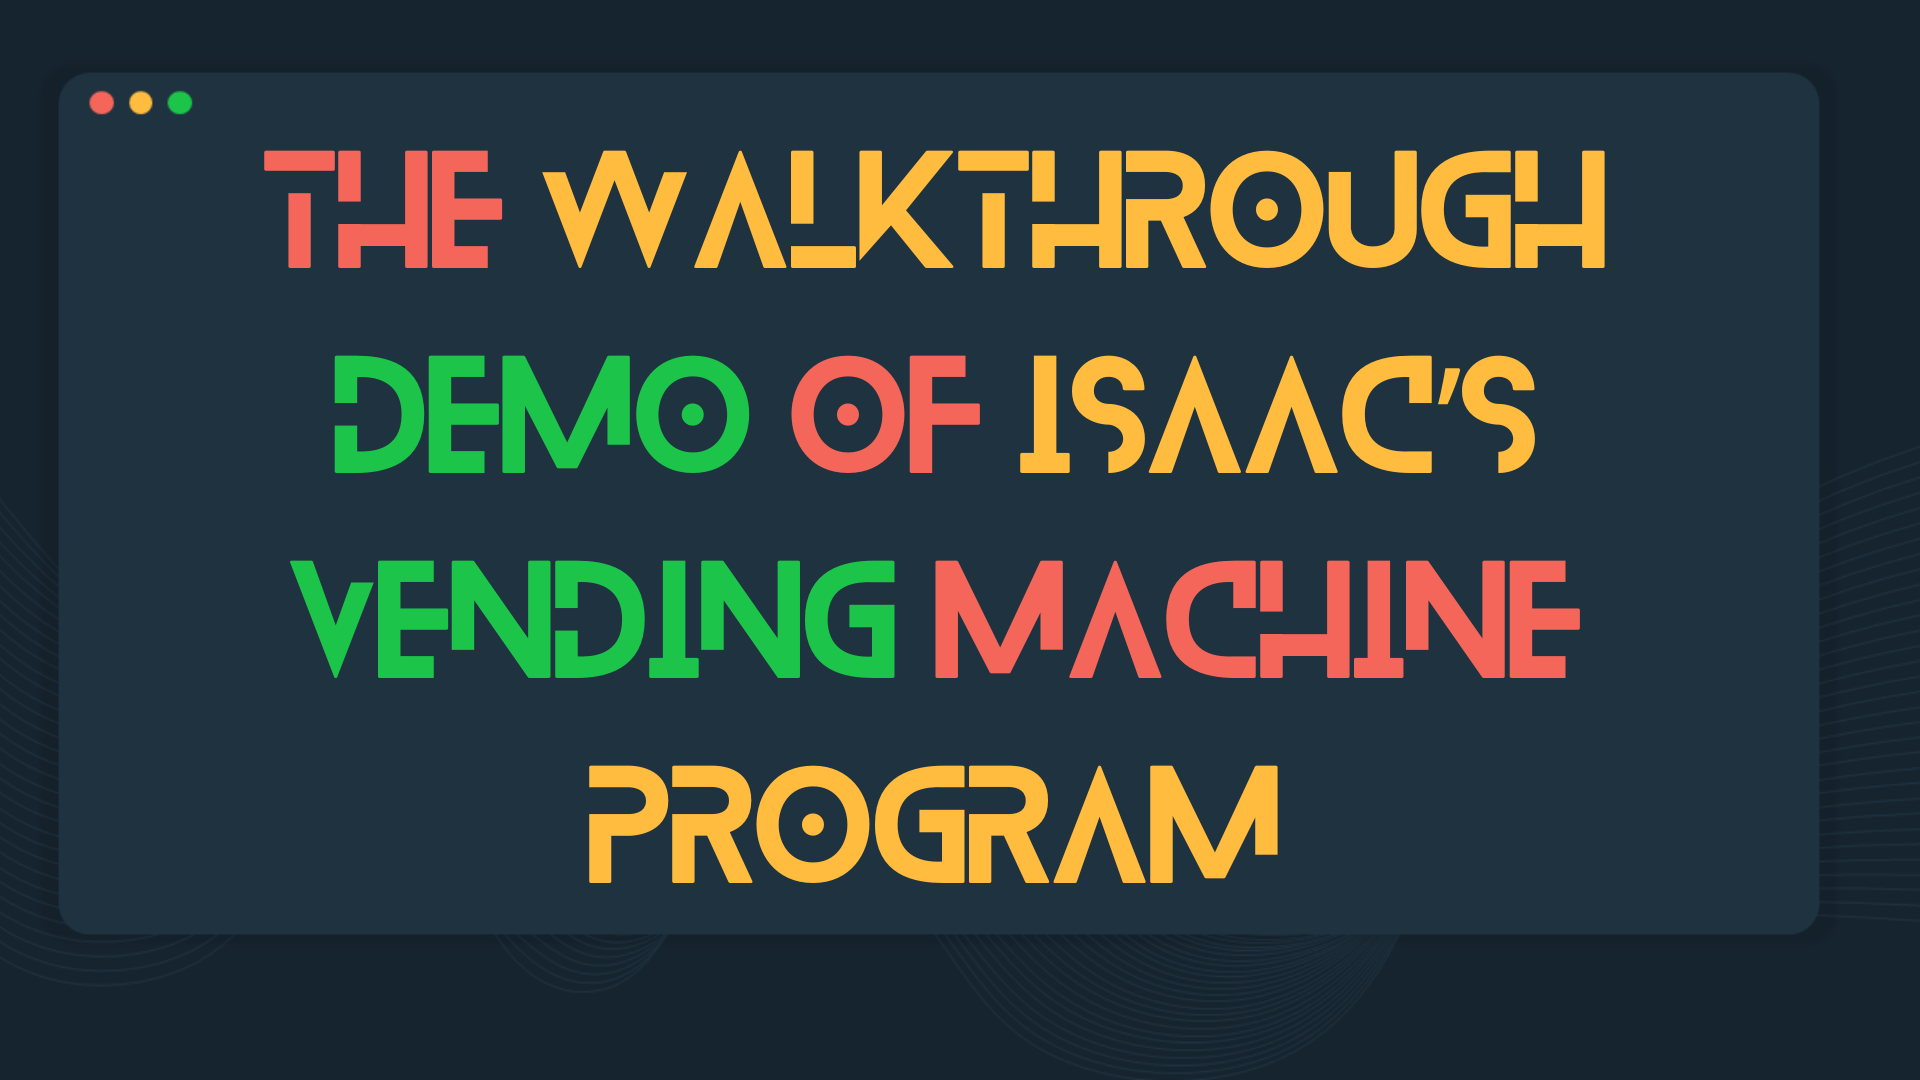 THE WALKTHROUGH
DEMO OF ISAAC'S
VENDING MACHINE
PROGRAM